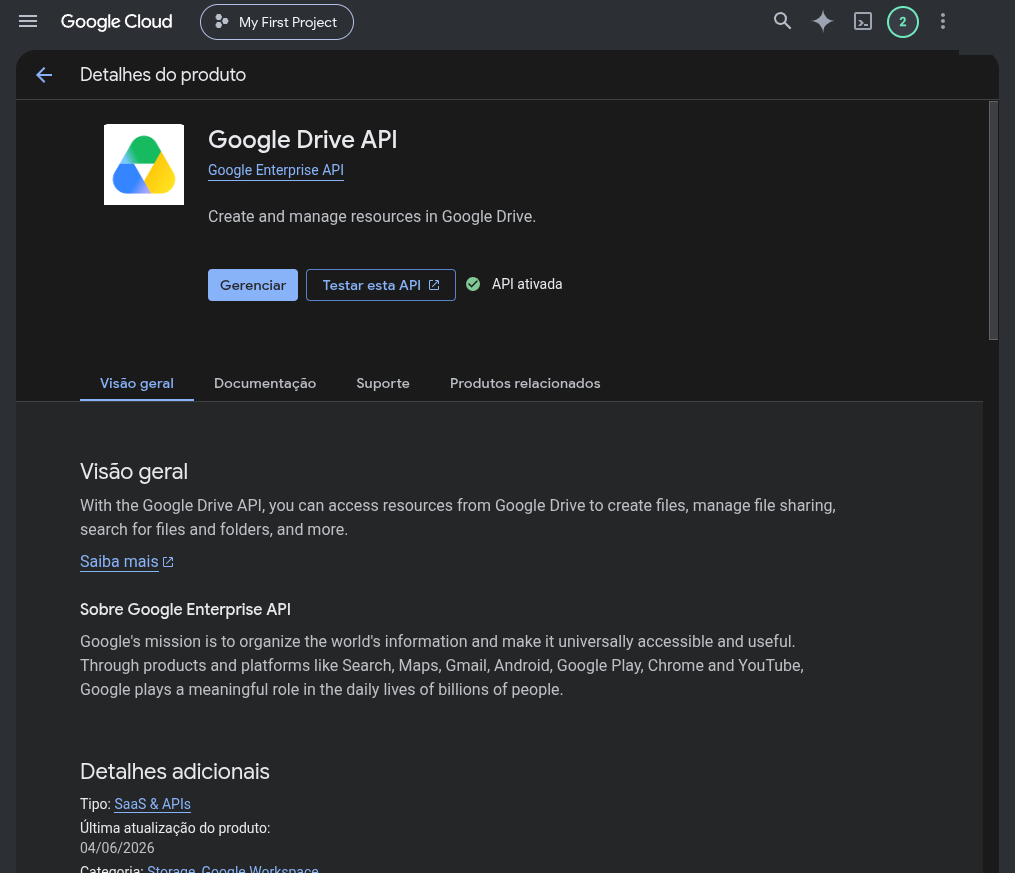 Google Cloud
My First Project
2
Detalhes do produto
Google Drive API
Google Enterprise API
Create and manage resources in Google Drive.
Gerenciar
Testar esta API
API ativada
Visão geral
Documentação
Suporte
Produtos relacionados
Visão geral
With the Google Drive API, you can access resources from Google Drive to create files, manage file sharing,
search for files and folders, and more.
Saiba mais
Sobre Google Enterprise API
Google's mission is to organize the world's information and make it universally accessible and useful.
Through products and platforms like Search, Maps, Gmail, Android, Google Play, Chrome and YouTube,
Google plays a meaningful role in the daily lives of billions of people.
Detalhes adicionais
Tipo: SaaS & APIs
Última atualização do produto:
04/06/2026
Categoria: Storage, Google Workspace